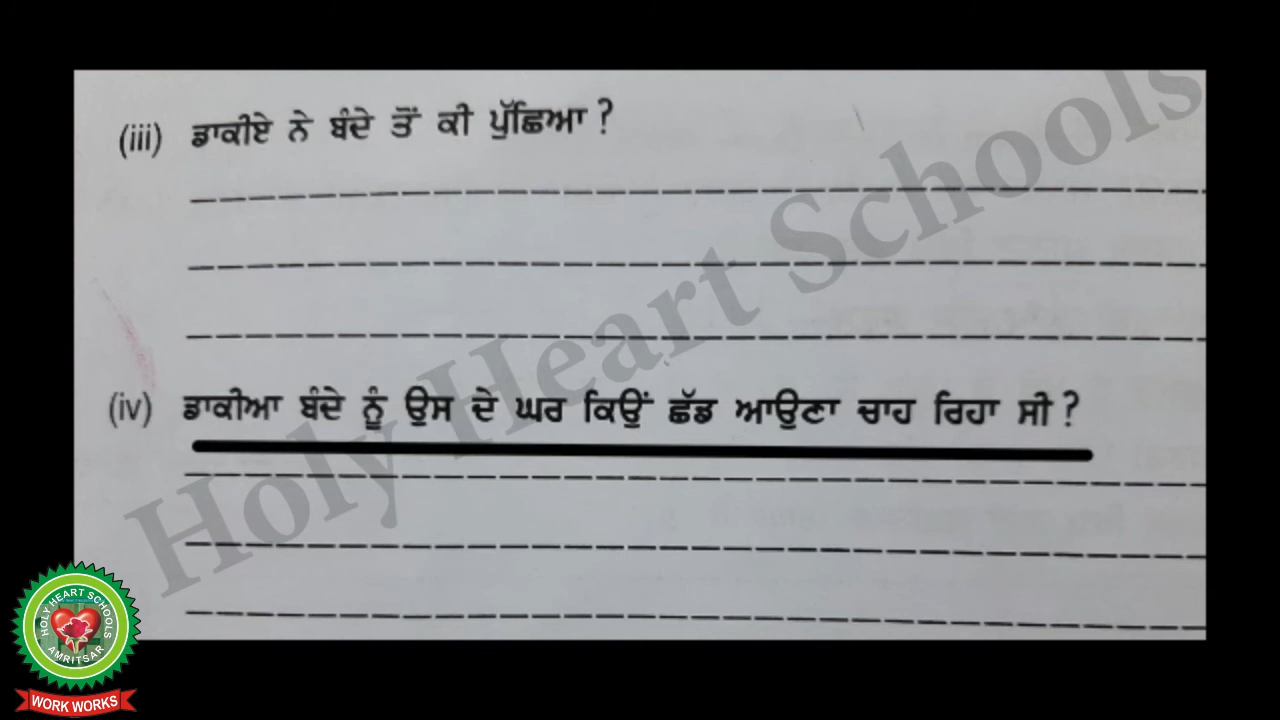 (iii) ਡਾਕੀਏ ਨੇ ਬੰਦੇ ਤੋਂ ਕੀ ਪੁੱਛਿਆ ?
(iv) ਡਾਕੀਆ ਬੰਦੇ ਨੂੰ ਉਸ ਦੇ ਘਰ ਕਿਉਂ ਛੱਡ ਆਉਣਾ ਚਾਹ ਰਿਹਾ ਸੀ ?
Holy Heart Schools
HOLY HEART SCHOOLS
AMRITSAR
WORK WORKS